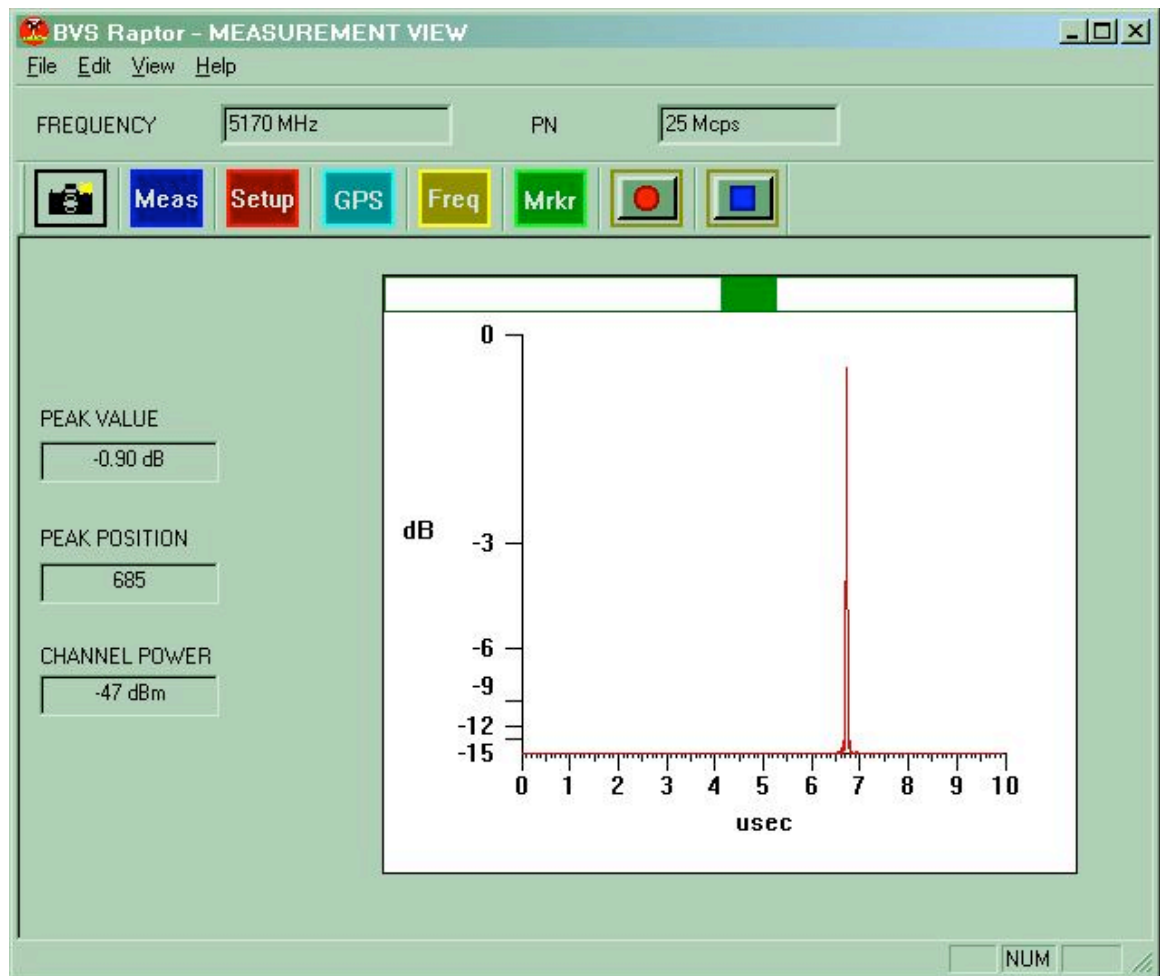 BVS Raptor - MEASUREMENT VIEW
File Edit View Help
FREQUENCY 5170 MHz PN 25 Mcps
Meas Setup GPS Freq Mrkr
PEAK VALUE
-0.90 dB
PEAK POSITION
685
CHANNEL POWER
-47 dBm
0
dB
-3
-6
-9
-12
-15
0 1 2 3 4 5 6 7 8 9 10
usec
NUM